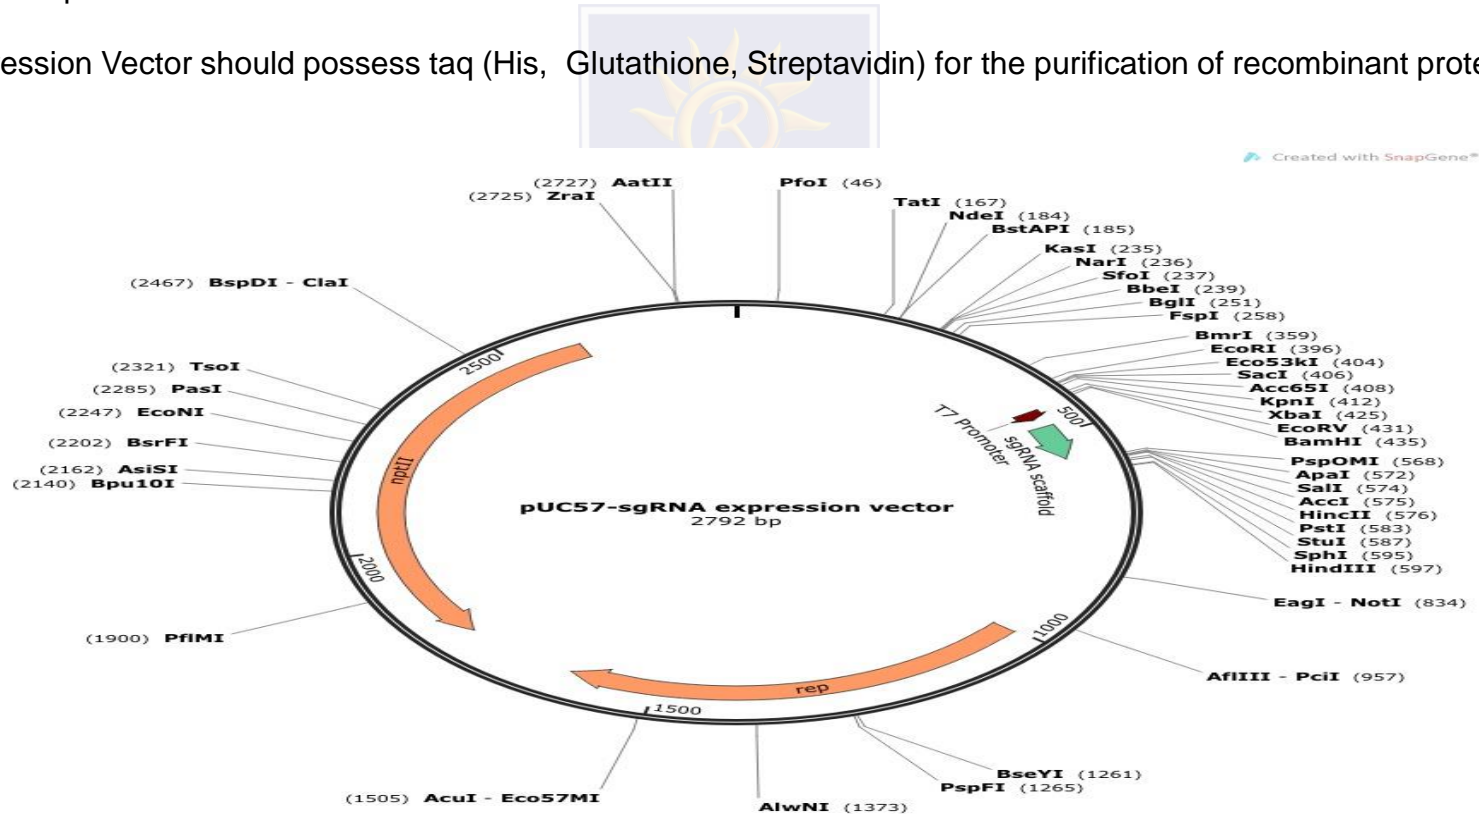 ession Vector should possess taq (His, Glutathione, Streptavidin) for the purification of recombinant prote
R
Created with SnapGene®
(2727) AatII
(2725) ZraI
PfoI (46)
TatI (167)
NdeI (184)
BstAPI (185)
KasI (235)
NarI (236)
SfoI (237)
BbeI (239)
BglI (251)
FspI (258)
BmrI (359)
EcoRI (396)
Eco53kI (404)
SacI (406)
Acc65I (408)
KpnI (412)
XbaI (425)
EcoRV (431)
BamHI (435)
PspOMI (568)
ApaI (572)
SalI (574)
AccI (575)
HincII (576)
PstI (583)
StuI (587)
SphI (595)
HindIII (597)
EagI - NotI (834)
AflIII - PciI (957)
BseYI (1261)
PspFI (1265)
AlwNI (1373)
(1505) AcuI - Eco57MI
(1900) PflMI
(2140) Bpu10I
(2162) AsiSI
(2202) BsrFI
(2247) EcoNI
(2285) PasI
(2321) TsoI
(2467) BspDI - ClaI
500
1000
1500
2000
2500
T7 Promoter
sgRNA scaffold
nptII
rep
pUC57-sgRNA expression vector
2792 bp